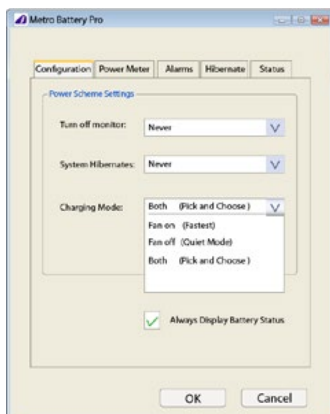 Metro Battery Pro
Configuration Power Meter Alarms Hibernate Status
Power Scheme Settings
Turn off monitor: Never
System Hibernates: Never
Charging Mode: Both (Pick and Choose)
Fan on (Fastest)
Fan off (Quiet Mode)
Both (Pick and Choose)
Always Display Battery Status
OK Cancel